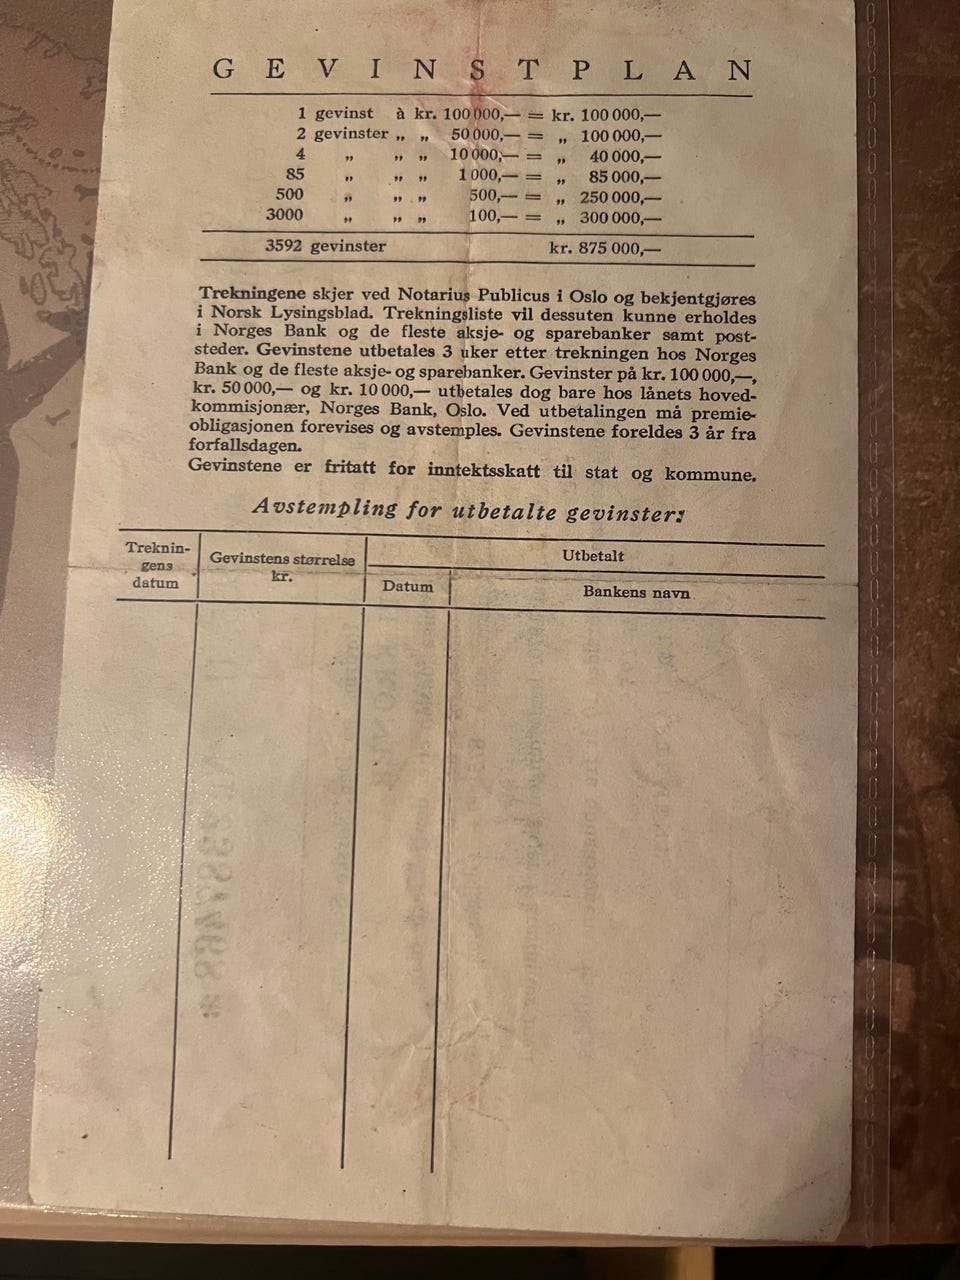 GEVINSTPLAN
1 gevinst à kr. 100 000,— = kr. 100 000,—
2 gevinster „ „ 50 000,— = „ 100 000,—
4 „ „ „ 10 000,— = „ 40 000,—
85 „ „ „ 1 000,— = „ 85 000,—
500 „ „ „ 500,— = „ 250 000,—
3000 „ „ „ 100,— = „ 300 000,—
3592 gevinster kr. 875 000,—
Trekningene skjer ved Notarius Publicus i Oslo og bekjentgjøres
i Norsk Lysingsblad. Trekningsliste vil dessuten kunne erholdes
i Norges Bank og de fleste aksje- og sparebanker samt post-
steder. Gevinstene utbetales 3 uker etter trekningen hos Norges
Bank og de fleste aksje- og sparebanker. Gevinster på kr. 100 000,—,
kr. 50 000,— og kr. 10 000,— utbetales dog bare hos lånets hoved-
kommisjonær, Norges Bank, Oslo. Ved utbetalingen må premie-
obligasjonen forevises og avstemples. Gevinstene foreldes 3 år fra
forfallsdagen.
Gevinstene er fritatt for inntektsskatt til stat og kommune.
Avstempling for utbetalte gevinster:
Treknin-
gens
datum
Gevinstens størrelse
kr.
Utbetalt
Datum
Bankens navn